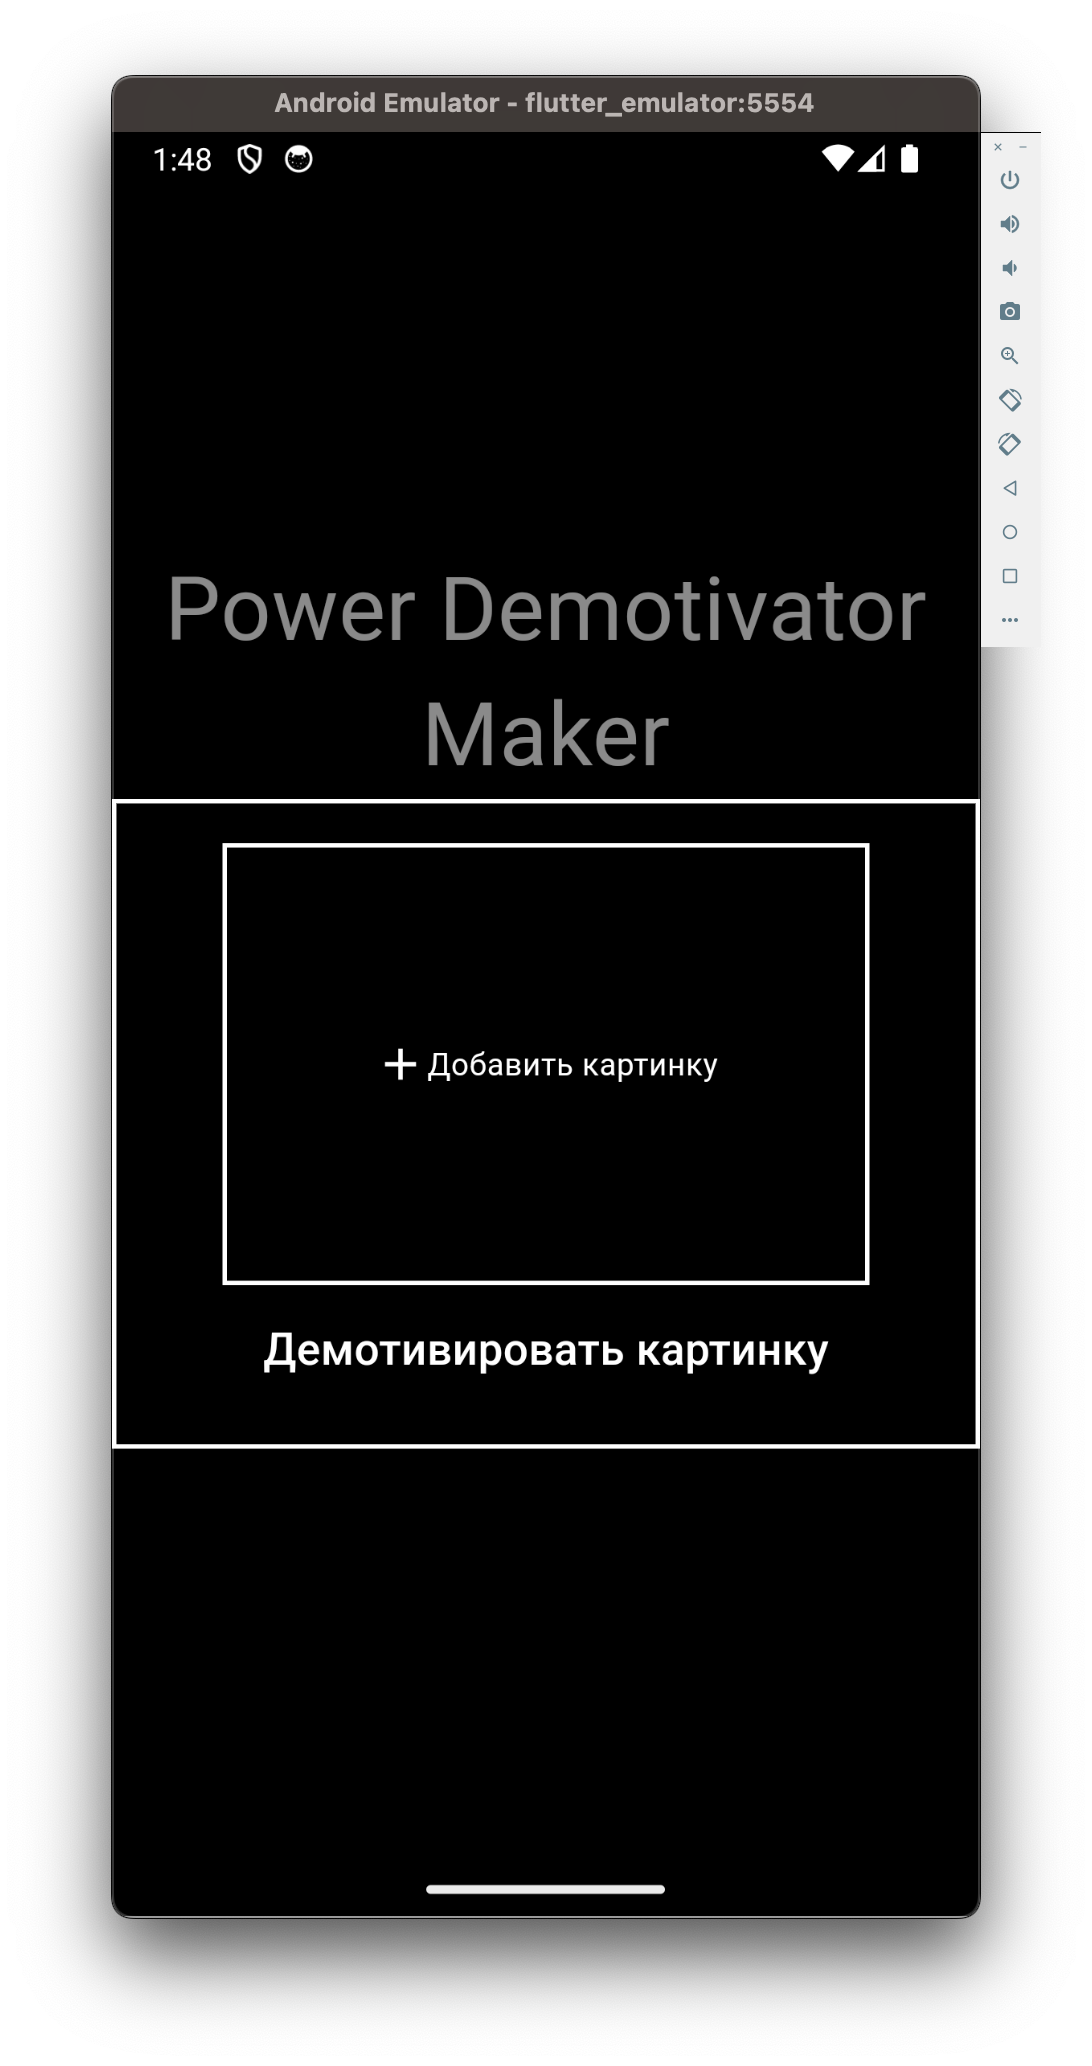 Android Emulator - flutter_emulator:5554
1:48
Power Demotivator
Maker
Добавить картинку
Демотивировать картинку